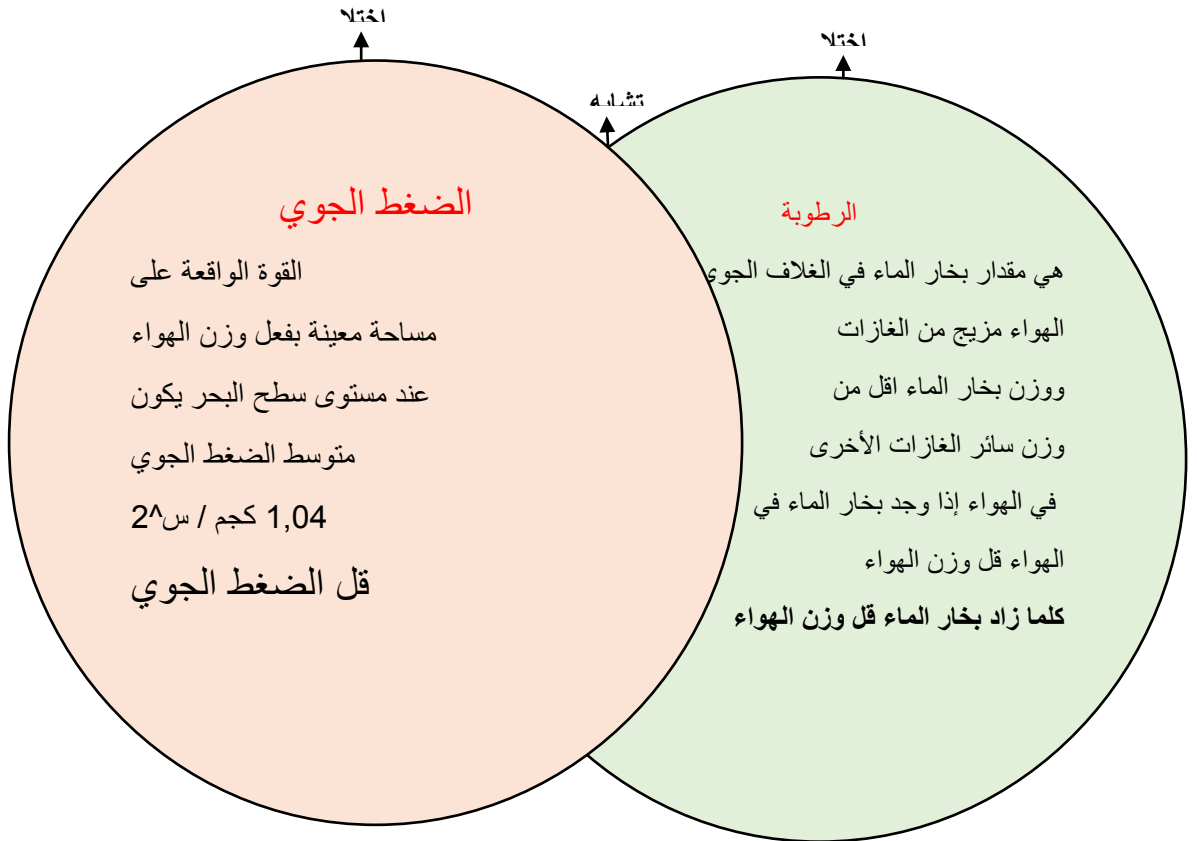 اختلا
اختلا
تشابه
الرطوبة
هي مقدار بخار الماء في الغلاف الجوي
الهواء مزيج من الغازات
ووزن بخار الماء اقل من
وزن سائر الغازات الأخرى
في الهواء إذا وجد بخار الماء في
الهواء قل وزن الهواء
كلما زاد بخار الماء قل وزن الهواء
الضغط الجوي
القوة الواقعة على
مساحة معينة بفعل وزن الهواء
عند مستوى سطح البحر يكون
متوسط الضغط الجوي
1,04 كجم / س^2
قل الضغط الجوي